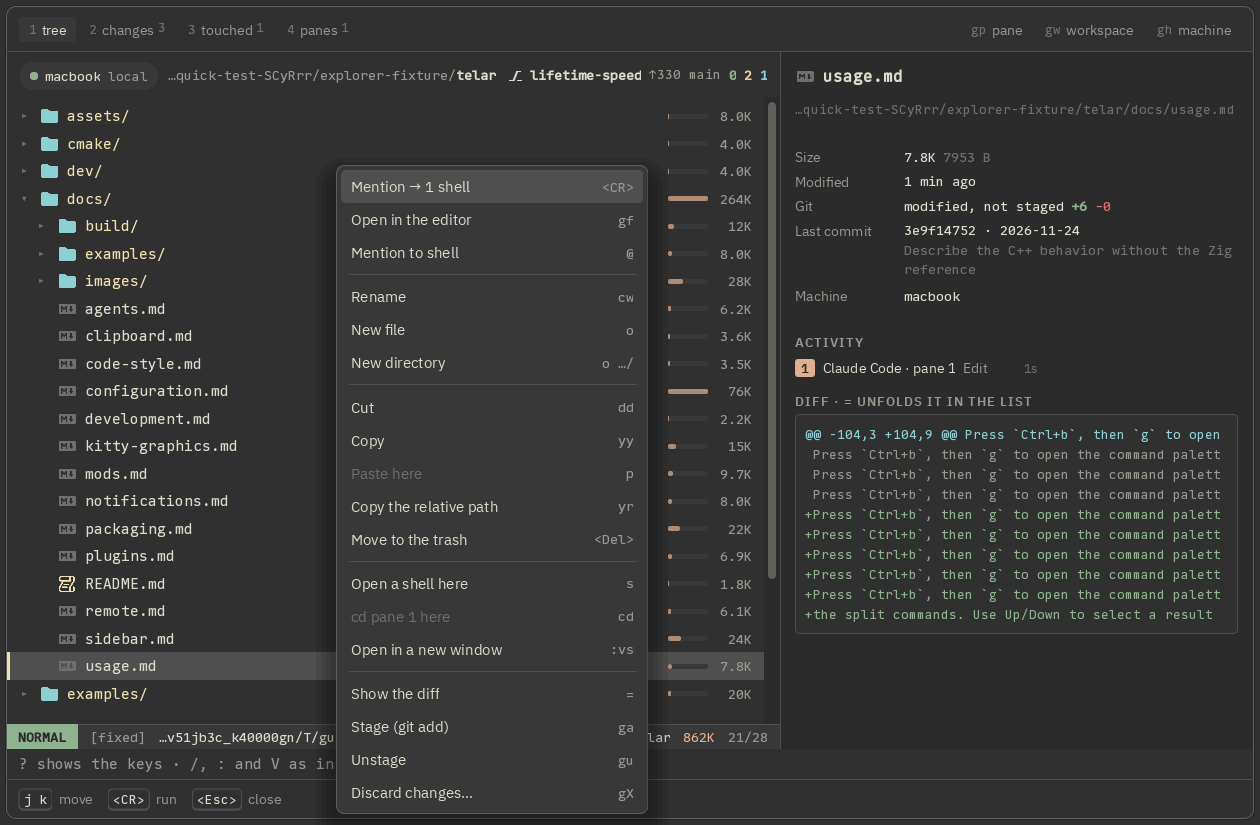 1 tree 2 changes 3 3 touched 1 4 panes 1 gp pane gw workspace gh machine
macbook local …quick-test-SCyRrr/explorer-fixture/telar lifetime-speed ↑330 main 0 2 1
assets/ 8.0K
cmake/ 4.0K
dev/ 4.0K
docs/ 264K
build/ 12K
examples/ 8.0K
images/ 28K
agents.md 6.2K
clipboard.md 3.6K
code-style.md 3.5K
configuration.md 76K
development.md 2.2K
kitty-graphics.md 15K
mods.md 9.7K
notifications.md 8.0K
packaging.md 22K
plugins.md 6.9K
README.md 1.8K
remote.md 6.1K
sidebar.md 24K
usage.md 7.8K
examples/ 20K
Mention → 1 shell <CR>
Open in the editor gf
Mention to shell @
Rename cw
New file o
New directory o …/
Cut dd
Copy yy
Paste here p
Copy the relative path yr
Move to the trash <Del>
Open a shell here s
cd pane 1 here cd
Open in a new window :vs
Show the diff =
Stage (git add) ga
Unstage gu
Discard changes… gX
usage.md
…quick-test-SCyRrr/explorer-fixture/telar/docs/usage.md
Size 7.8K 7953 B
Modified 1 min ago
Git modified, not staged +6 -0
Last commit 3e9f14752 · 2026-11-24
Describe the C++ behavior without the Zig
reference
Machine macbook
ACTIVITY
1 Claude Code · pane 1 Edit 1s
DIFF · = UNFOLDS IT IN THE LIST
@@ -104,3 +104,9 @@ Press `Ctrl+b`, then `g` to open
Press `Ctrl+b`, then `g` to open the command palett
Press `Ctrl+b`, then `g` to open the command palett
Press `Ctrl+b`, then `g` to open the command palett
+Press `Ctrl+b`, then `g` to open the command palett
+Press `Ctrl+b`, then `g` to open the command palett
+Press `Ctrl+b`, then `g` to open the command palett
+Press `Ctrl+b`, then `g` to open the command palett
+Press `Ctrl+b`, then `g` to open the command palett
+the split commands. Use Up/Down to select a result
NORMAL [fixed] …v51jb3c_k40000gn/T/gu lar 862K 21/28
? shows the keys · /, : and V as in
j k move <CR> run <Esc> close